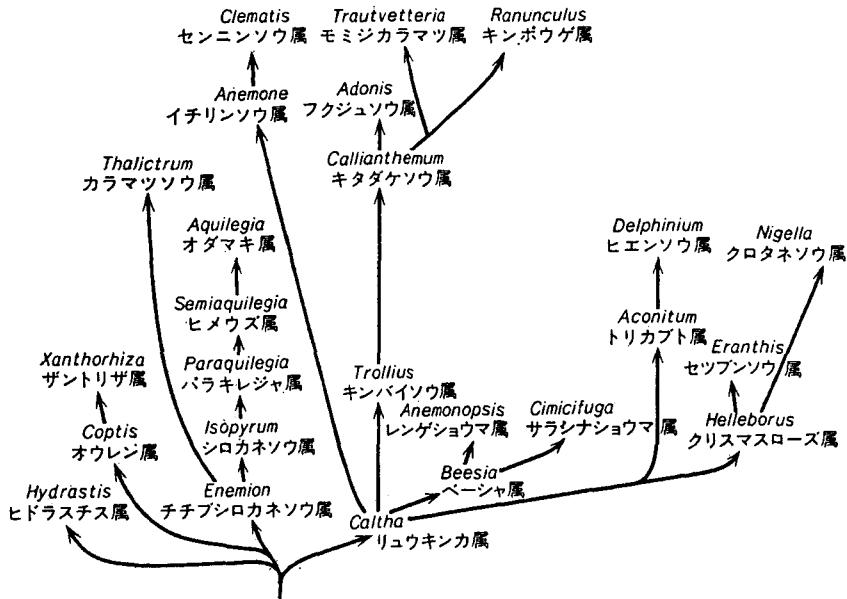 Clematis
センニンソウ属
Trautvetteria
モミジカラマツ属
Ranunculus
キンポウゲ属
Anemone
イチリンソウ属
Adonis
フクジュソウ属
Thalictrum
カラマツソウ属
Callianthemum
キタダケソウ属
Aquilegia
オダマキ属
Delphinium
ヒエンソウ属
Nigella
クロタネソウ属
Semiaquilegia
ヒメウズ属
Aconitum
トリカブト属
Xanthorhiza
ザントリザ属
Paraquilegia
パラキレジャ属
Trollius
キンバイソウ属
Eranthis
セツブンソウ属
Coptis
オウレン属
Isopyrum
シロカネソウ属
Anemonopsis
レンゲショウマ属
Cimicifuga
サラシナショウマ属
Helleborus
クリスマスローズ属
Hydrastis
ヒドラスチス属
Enemion
チチブシロカネソウ属
Beesia
ベーシャ属
Caltha
リュウキンカ属